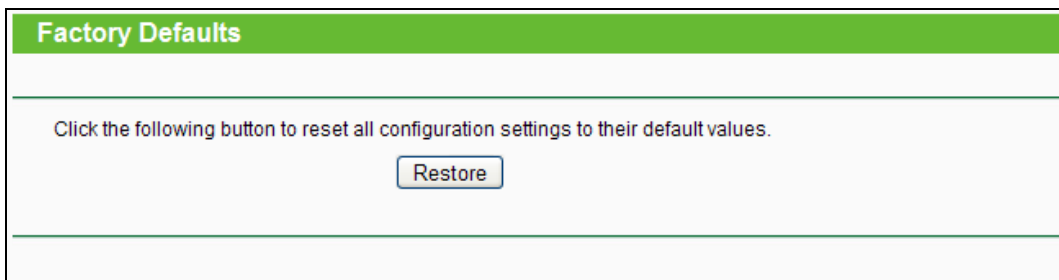 Factory Defaults
Click the following button to reset all configuration settings to their default values.
Restore